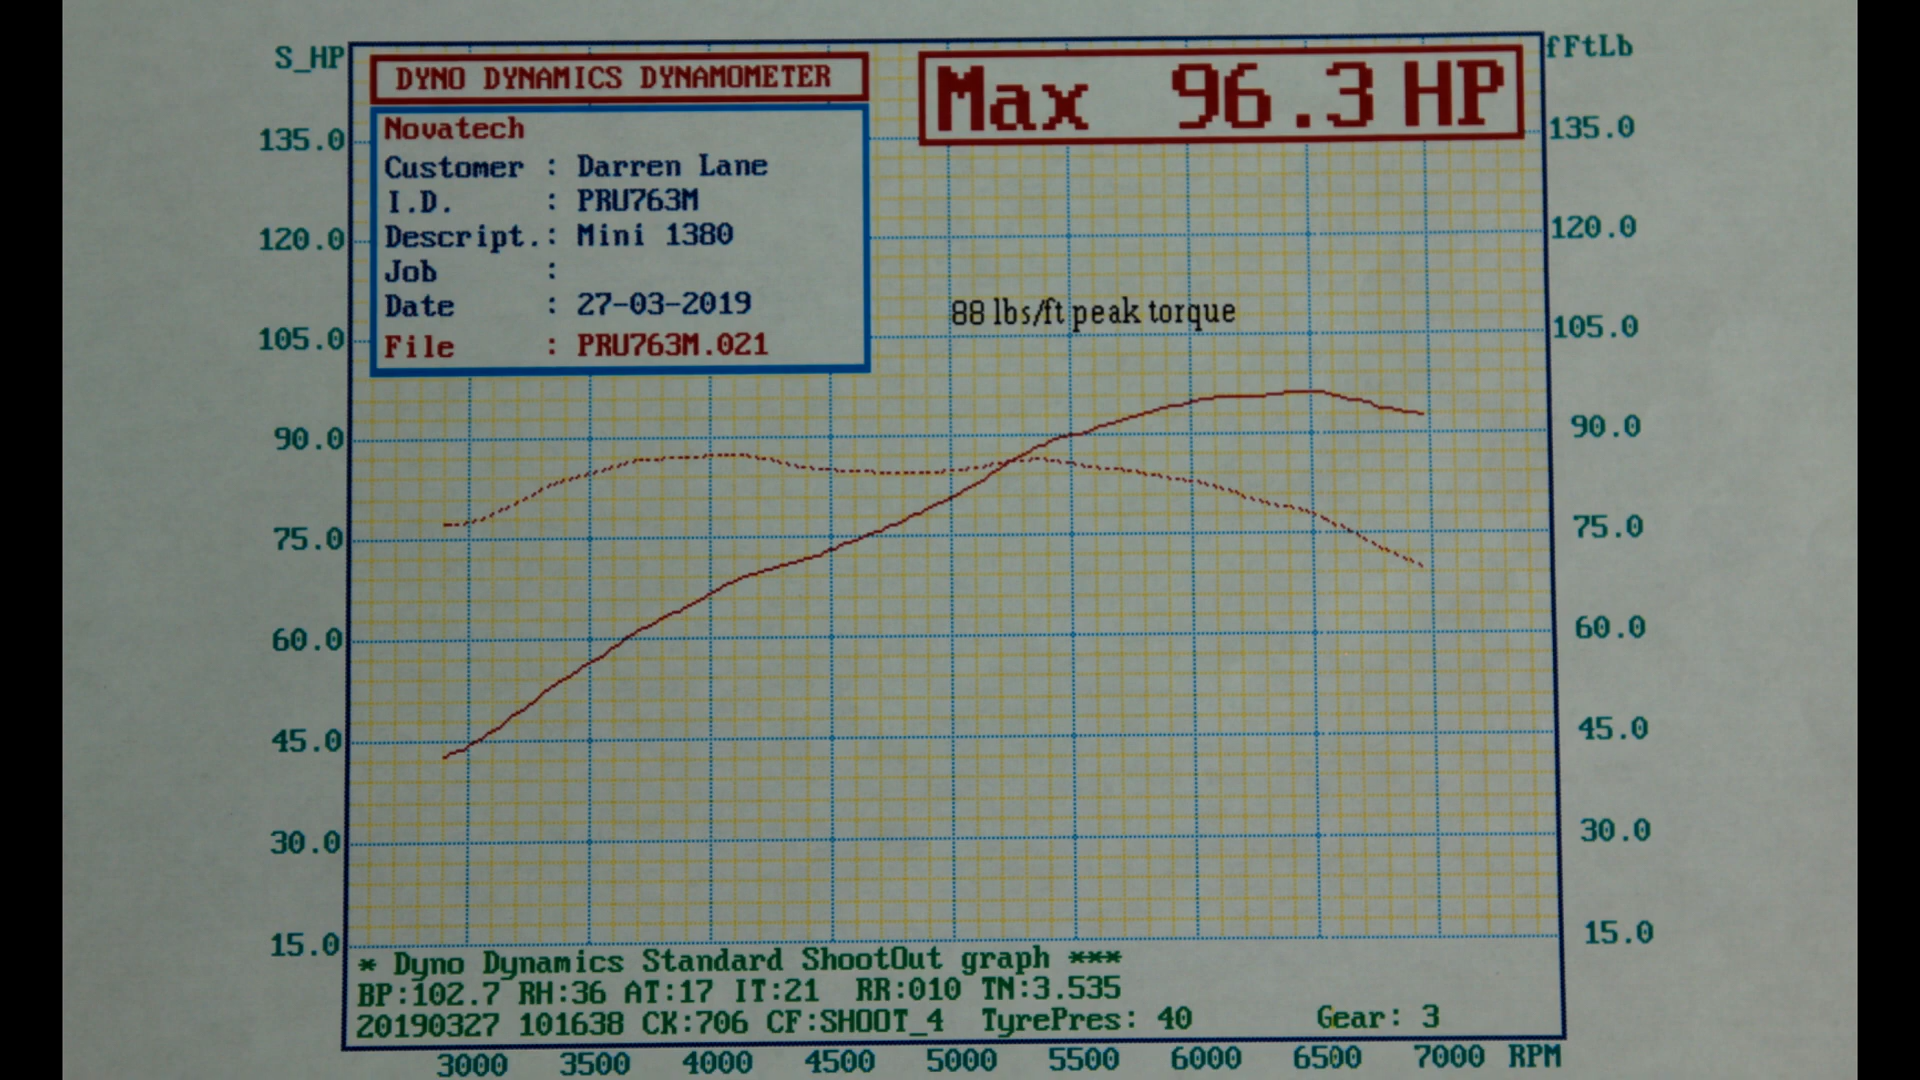 S_HP
fFtLb
DYNO DYNAMICS DYNAMOMETER
Max 96.3 HP
Novatech
Customer : Darren Lane
I.D. : PRU763M
Descript.: Mini 1380
Job :
Date : 27-03-2019
File : PRU763M.021
88 lbs/ft peak torque
135.0 135.0
120.0 120.0
105.0 105.0
90.0 90.0
75.0 75.0
60.0 60.0
45.0 45.0
30.0 30.0
15.0 15.0
* Dyno Dynamics Standard ShootOut graph ***
BP:102.7 RH:36 AT:17 IT:21 RR:010 TN:3.535
20190327 101638 CK:706 CF:SHOOT_4 TyrePres: 40 Gear: 3
3000 3500 4000 4500 5000 5500 6000 6500 7000 RPM